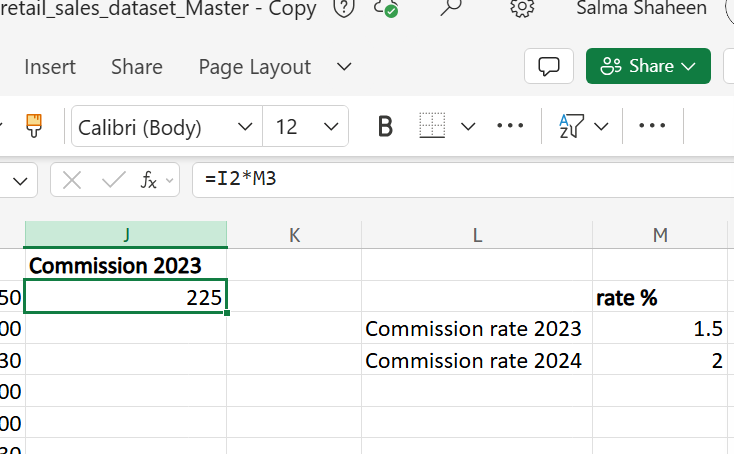 retail_sales_dataset_Master - Copy Salma Shaheen
Insert Share Page Layout Share
Calibri (Body) 12 B
fx =I2*M3
J K L M
Commission 2023
50 225 rate %
00 Commission rate 2023 1.5
30 Commission rate 2024 2
00
00
30